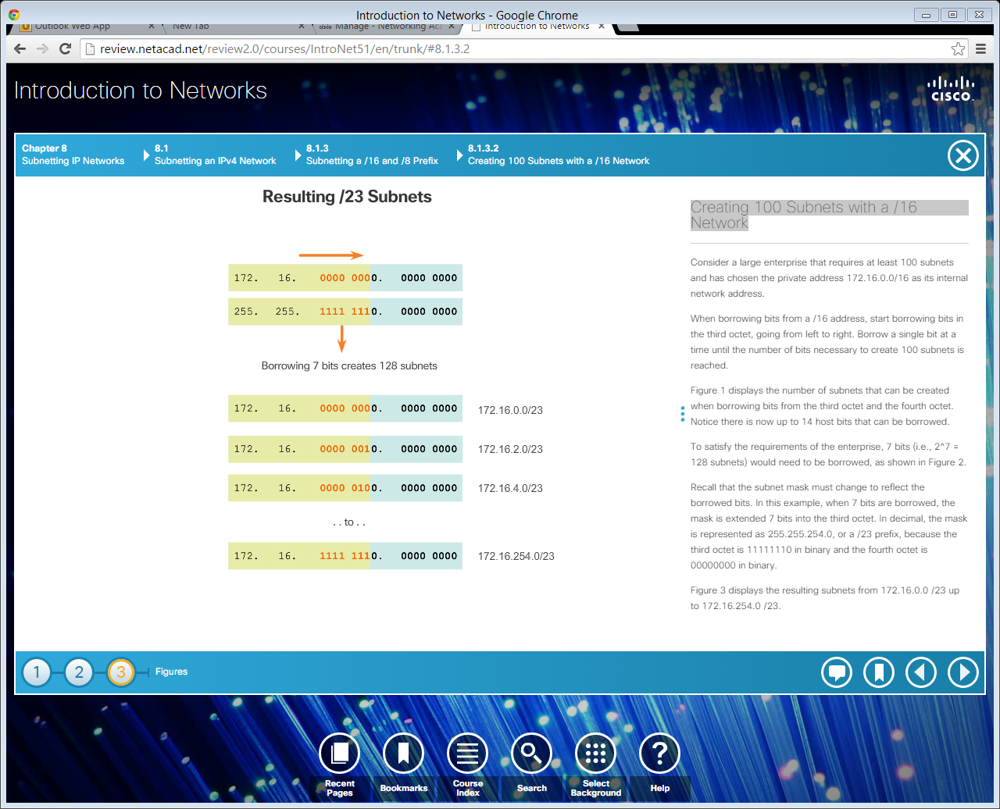 Introduction to Networks - Google Chrome
Outlook Web App
New Tab
Manage - Networking Aca
Introduction to Networks
review.netacad.net/review2.0/courses/IntroNet51/en/trunk/#8.1.3.2
Introduction to Networks
CISCO.
Chapter 8
Subnetting IP Networks
8.1
Subnetting an IPv4 Network
8.1.3
Subnetting a /16 and /8 Prefix
8.1.3.2
Creating 100 Subnets with a /16 Network
Resulting /23 Subnets
172. 16. 0000 0000. 0000 0000
255. 255. 1111 1110. 0000 0000
Borrowing 7 bits creates 128 subnets
172. 16. 0000 0000. 0000 0000 172.16.0.0/23
172. 16. 0000 0010. 0000 0000 172.16.2.0/23
172. 16. 0000 0100. 0000 0000 172.16.4.0/23
. . to . .
172. 16. 1111 1110. 0000 0000 172.16.254.0/23
Creating 100 Subnets with a /16
Network
Consider a large enterprise that requires at least 100 subnets
and has chosen the private address 172.16.0.0/16 as its internal
network address.
When borrowing bits from a /16 address, start borrowing bits in
the third octet, going from left to right. Borrow a single bit at a
time until the number of bits necessary to create 100 subnets is
reached.
Figure 1 displays the number of subnets that can be created
when borrowing bits from the third octet and the fourth octet.
Notice there is now up to 14 host bits that can be borrowed.
To satisfy the requirements of the enterprise, 7 bits (i.e., 2^7 =
128 subnets) would need to be borrowed, as shown in Figure 2.
Recall that the subnet mask must change to reflect the
borrowed bits. In this example, when 7 bits are borrowed, the
mask is extended 7 bits into the third octet. In decimal, the mask
is represented as 255.255.254.0, or a /23 prefix, because the
third octet is 11111110 in binary and the fourth octet is
00000000 in binary.
Figure 3 displays the resulting subnets from 172.16.0.0 /23 up
to 172.16.254.0 /23.
1 2 3 Figures
Recent
Pages
Bookmarks
Course
Index
Search
Select
Background
Help